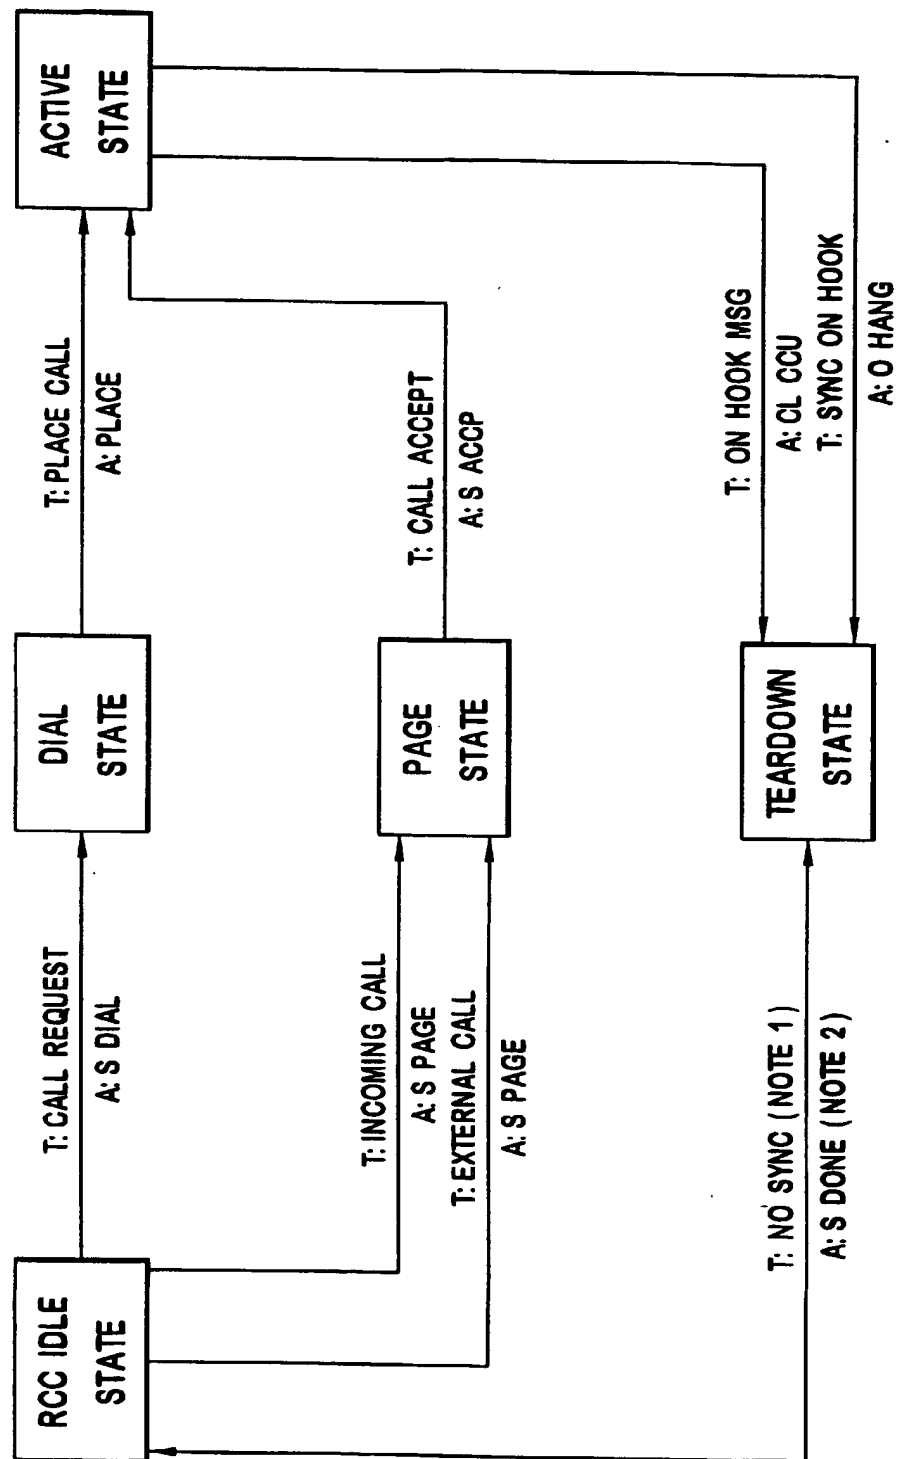 RCC IDLE
STATE
T: CALL REQUEST
A: S DIAL
DIAL
STATE
T: PLACE CALL
A: PLACE
ACTIVE
STATE
T: INCOMING CALL
A: S PAGE
T: EXTERNAL CALL
A: S PAGE
PAGE
STATE
T: CALL ACCEPT
A: S ACCP
T: NO SYNC (NOTE 1)
A: S DONE (NOTE 2)
TEARDOWN
STATE
T: ON HOOK MSG
A: CL CCU
T: SYNC ON HOOK
A: O HANG